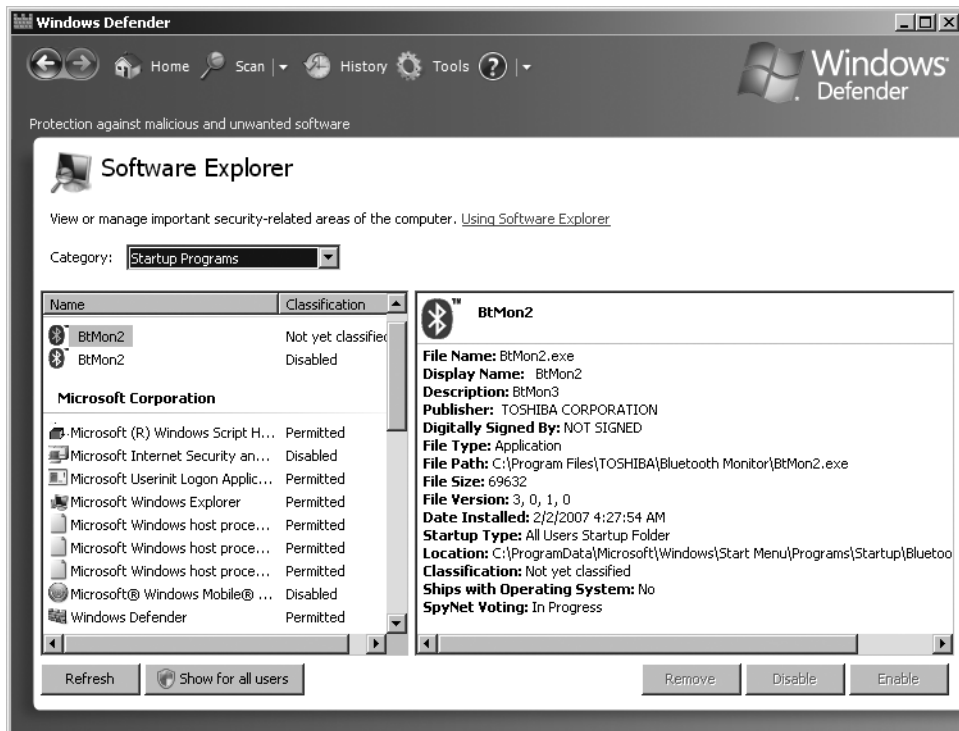 Windows Defender
Home Scan History Tools ?
Windows
Defender
Protection against malicious and unwanted software
Software Explorer
View or manage important security-related areas of the computer. Using Software Explorer
Category: Startup Programs
Name Classification
BtMon2 Not yet classified
BtMon2 Disabled
Microsoft Corporation
Microsoft (R) Windows Script H... Permitted
Microsoft Internet Security an... Disabled
Microsoft Userinit Logon Applic... Permitted
Microsoft Windows Explorer Permitted
Microsoft Windows host proce... Permitted
Microsoft Windows host proce... Permitted
Microsoft Windows host proce... Permitted
Microsoft® Windows Mobile® ... Disabled
Windows Defender Permitted
™ BtMon2
File Name: BtMon2.exe
Display Name: BtMon2
Description: BtMon3
Publisher: TOSHIBA CORPORATION
Digitally Signed By: NOT SIGNED
File Type: Application
File Path: C:\Program Files\TOSHIBA\Bluetooth Monitor\BtMon2.exe
File Size: 69632
File Version: 3, 0, 1, 0
Date Installed: 2/2/2007 4:27:54 AM
Startup Type: All Users Startup Folder
Location: C:\ProgramData\Microsoft\Windows\Start Menu\Programs\Startup\Bluetoo
Classification: Not yet classified
Ships with Operating System: No
SpyNet Voting: In Progress
Refresh Show for all users Remove Disable Enable